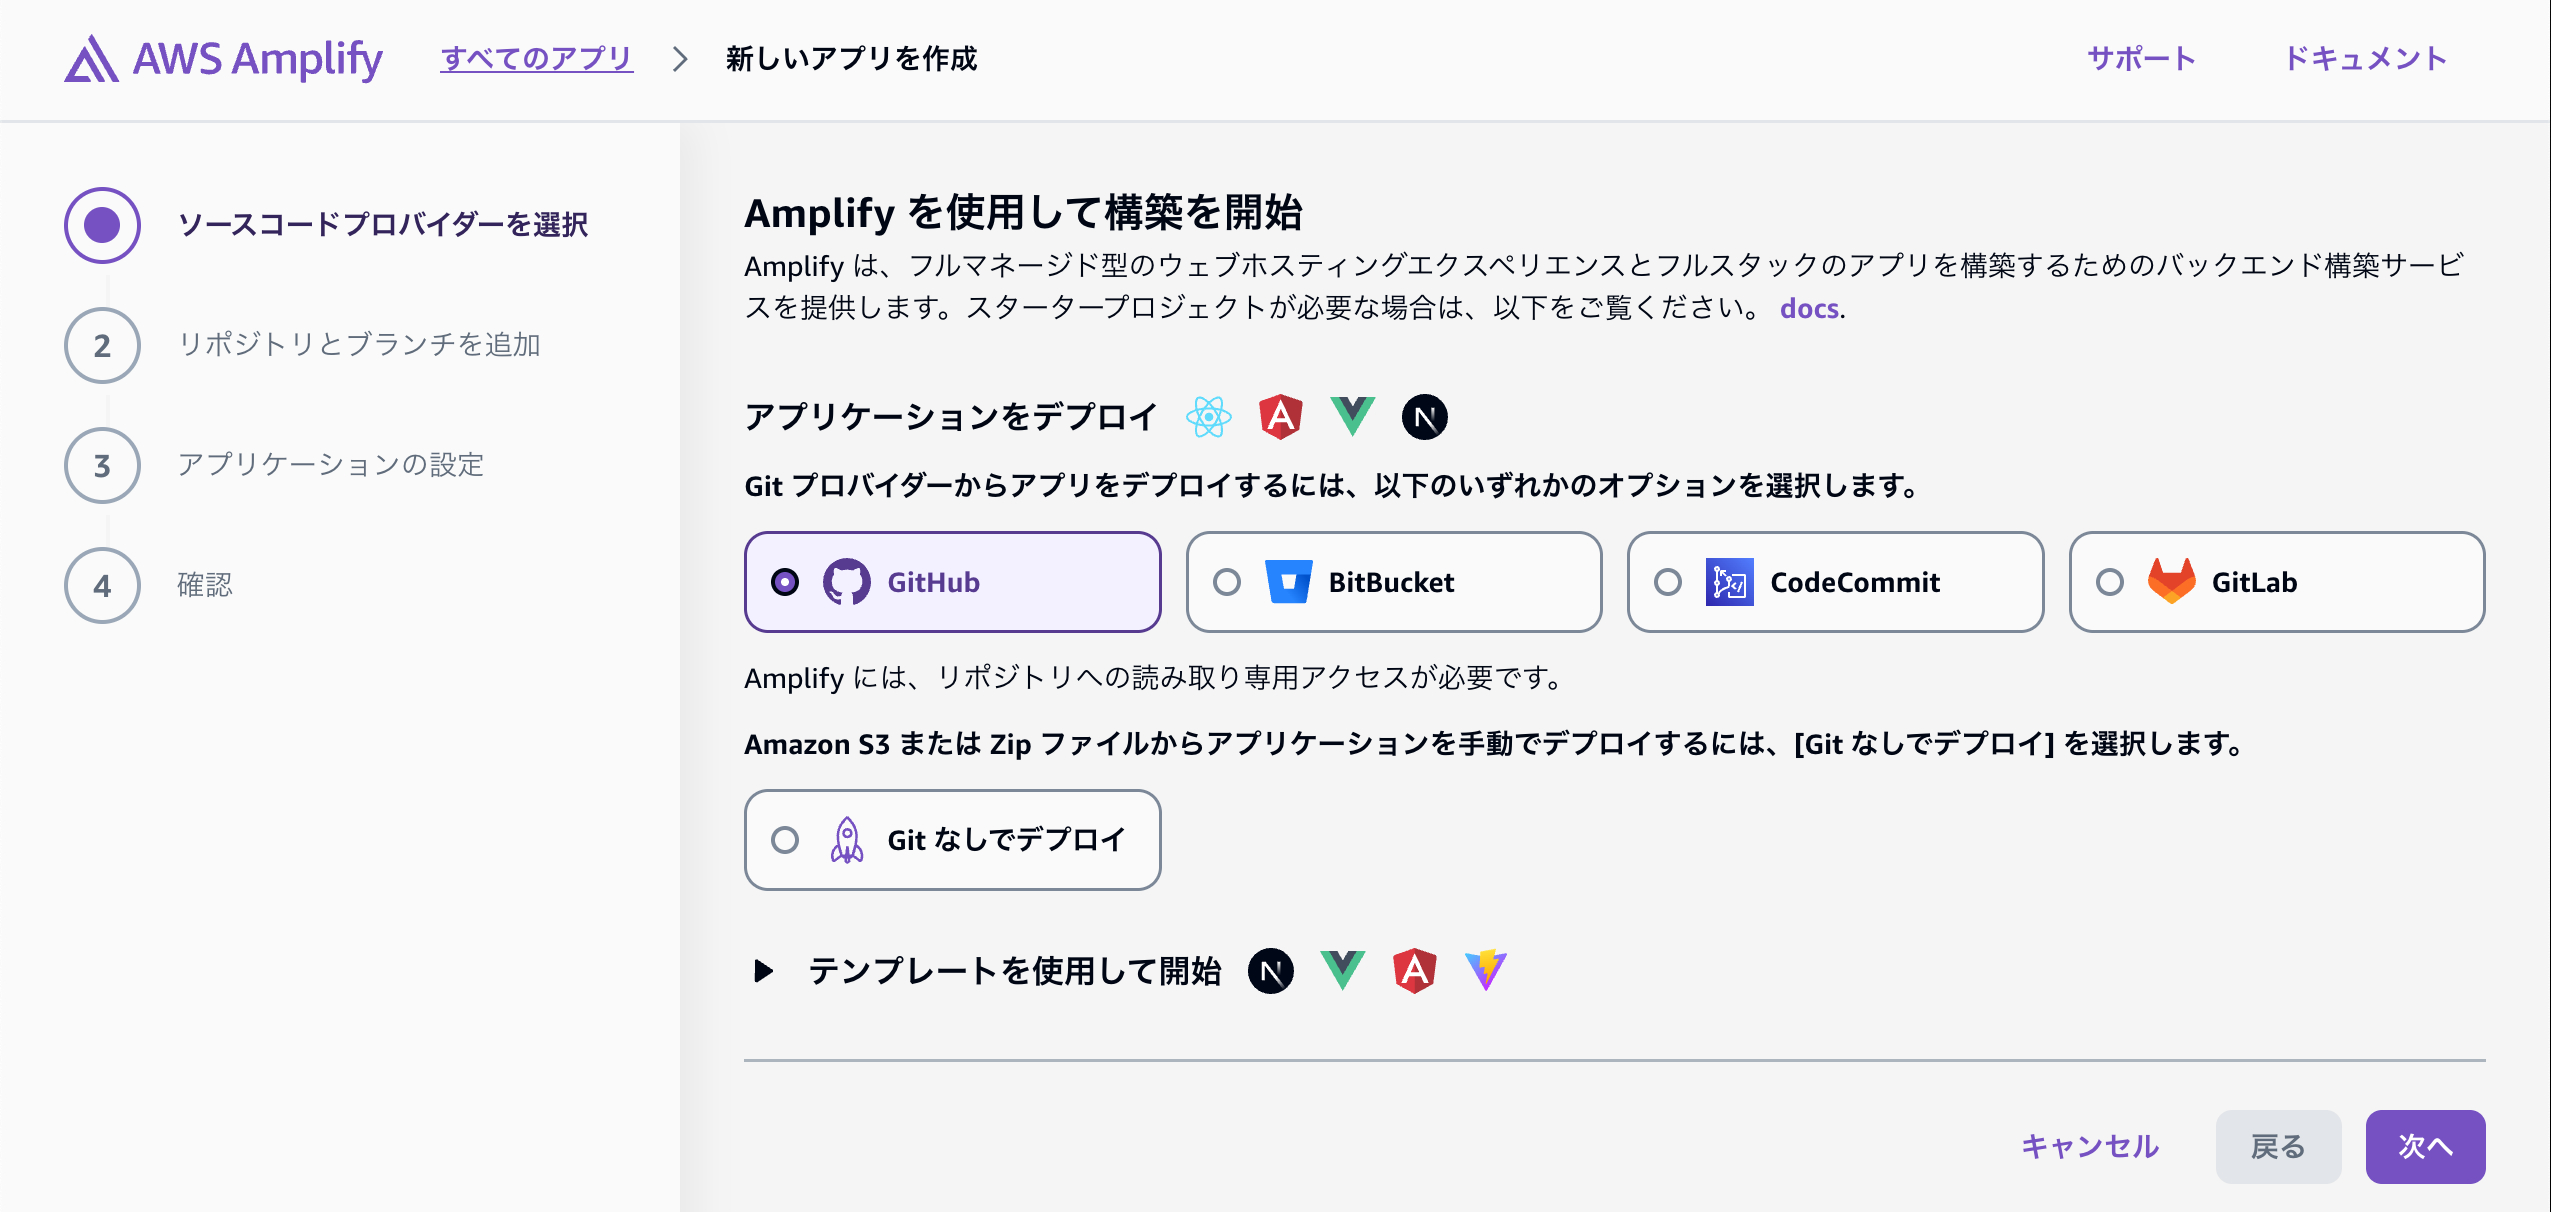 AWS Amplify
すべてのアプリ
新しいアプリを作成
サポート
ドキュメント
ソースコードプロバイダーを選択
2
リポジトリとブランチを追加
3
アプリケーションの設定
4
確認
Amplify を使用して構築を開始
Amplify は、フルマネージド型のウェブホスティングエクスペリエンスとフルスタックのアプリを構築するためのバックエンド構築サービ
スを提供します。スタータープロジェクトが必要な場合は、以下をご覧ください。 docs.
アプリケーションをデプロイ
Git プロバイダーからアプリをデプロイするには、以下のいずれかのオプションを選択します。
GitHub
BitBucket
CodeCommit
GitLab
Amplify には、リポジトリへの読み取り専用アクセスが必要です。
Amazon S3 または Zip ファイルからアプリケーションを手動でデプロイするには、[Git なしでデプロイ] を選択します。
Git なしでデプロイ
テンプレートを使用して開始
キャンセル
戻る
次へ